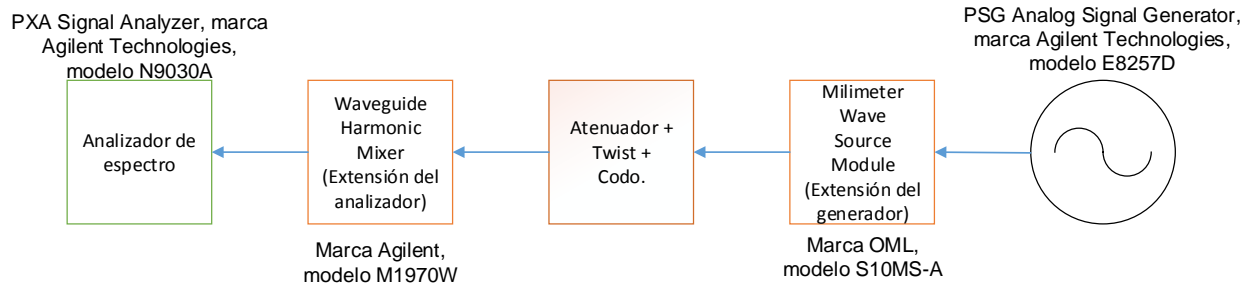 PXA Signal Analyzer, marca
Agilent Technologies,
modelo N9030A
Analizador de
espectro
Waveguide
Harmonic
Mixer
(Extensión del
analizador)
Marca Agilent,
modelo M1970W
Atenuador +
Twist +
Codo.
Milimeter
Wave
Source
Module
(Extensión del
generador)
Marca OML,
modelo S10MS-A
PSG Analog Signal Generator,
marca Agilent Technologies,
modelo E8257D